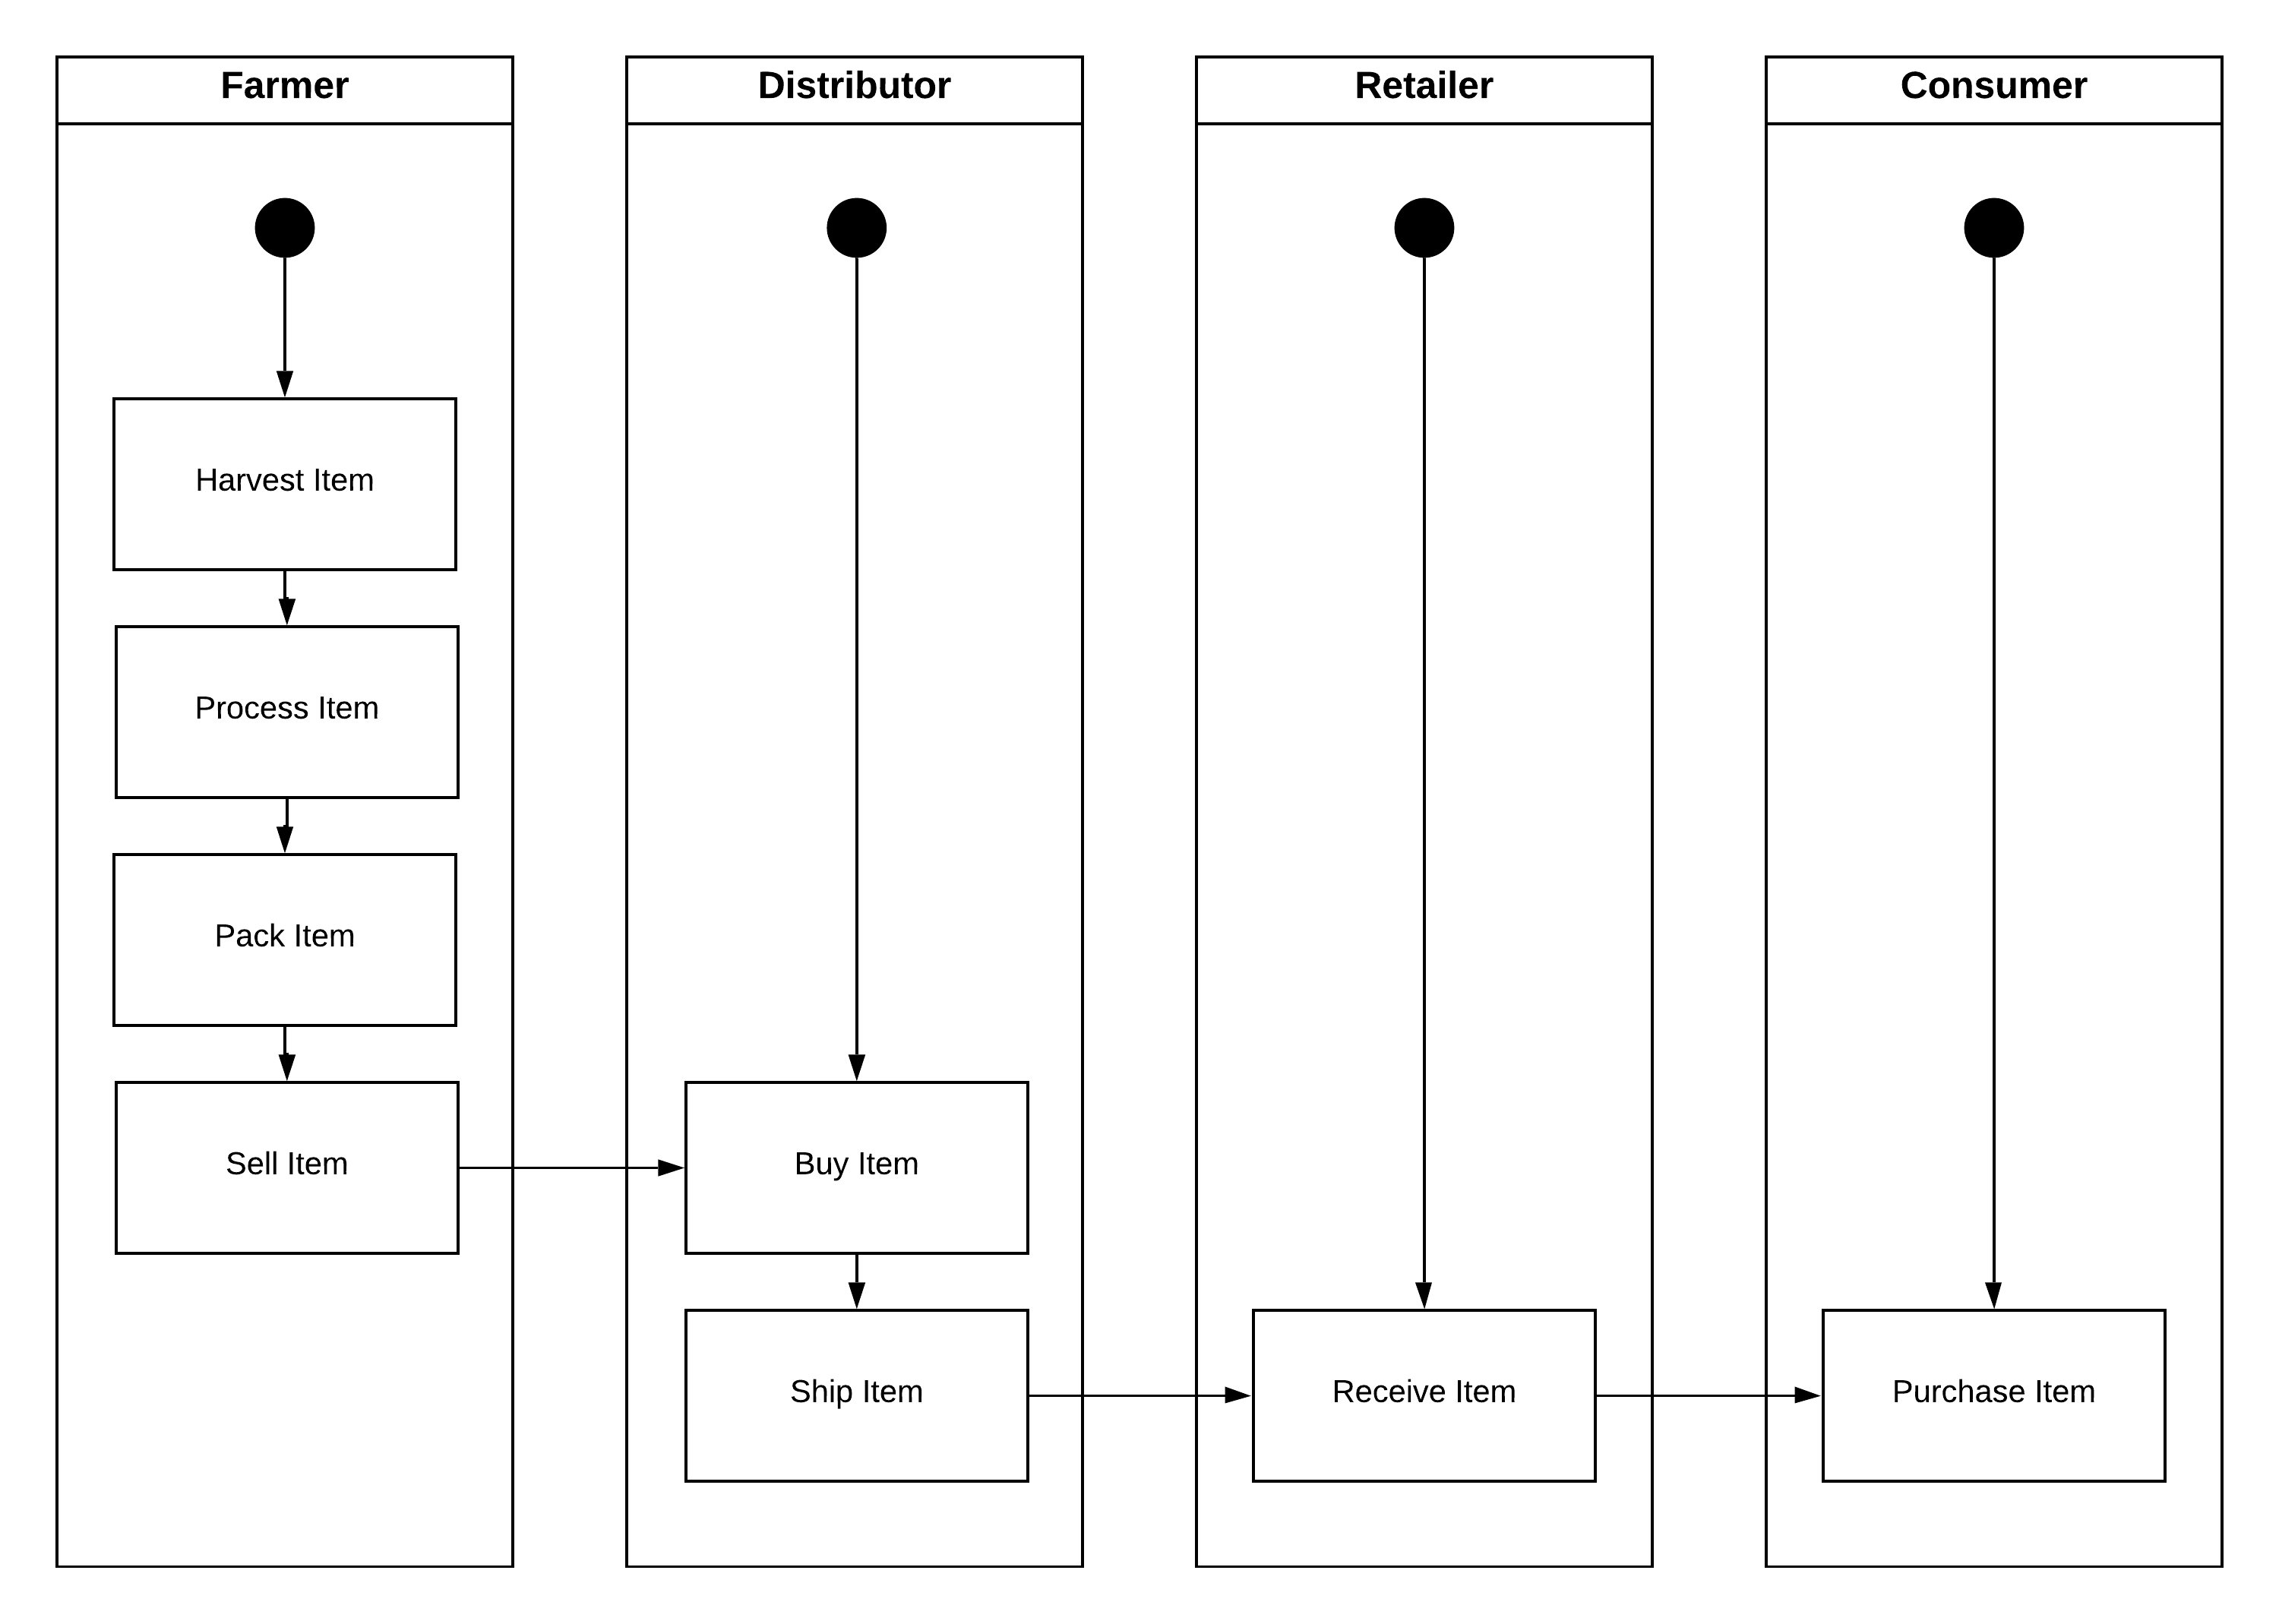 Farmer
Distributor
Retailer
Consumer
Harvest Item
Process Item
Pack Item
Sell Item
Buy Item
Ship Item
Receive Item
Purchase Item